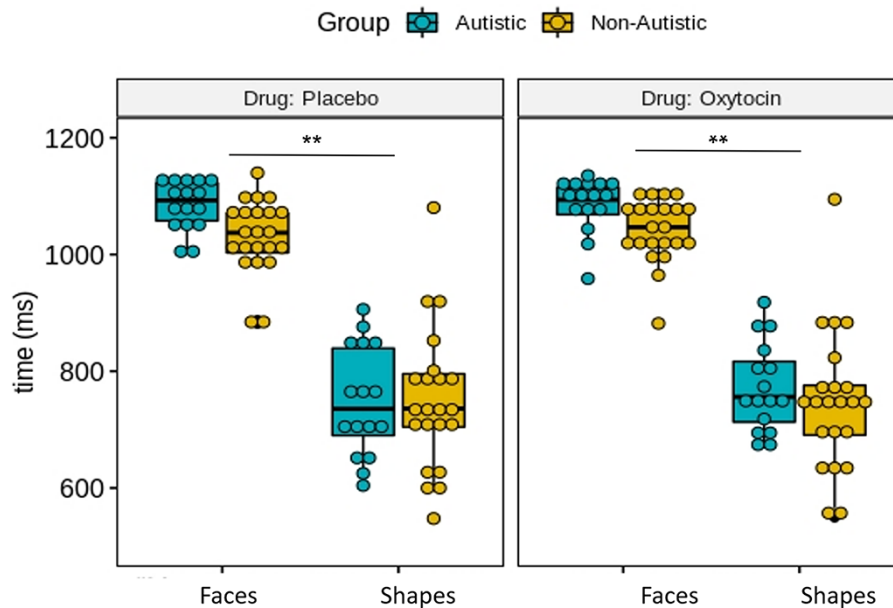 Group Autistic Non-Autistic
Drug: Placebo
Drug: Oxytocin
**
**
1200
1000
800
600
time (ms)
Faces
Shapes
Faces
Shapes